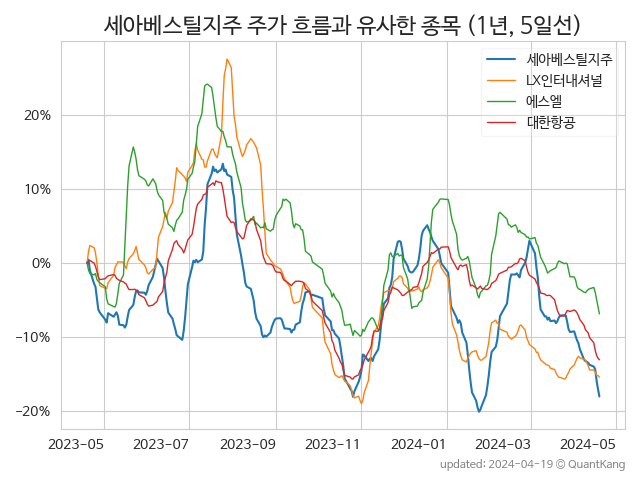 세아베스틸지주 주가 흐름과 유사한 종목 (1년, 5일선)
세아베스틸지주
LX인터내셔널
에스엘
대한항공
20%
10%
0%
−10%
−20%
2023-05 2023-07 2023-09 2023-11 2024-01 2024-03 2024-05
updated: 2024-04-19 © QuantKang